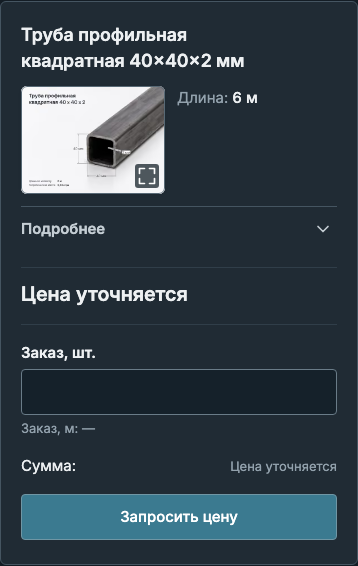 Труба профильная
квадратная 40×40×2 мм
Труба профильная
квадратная 40 x 40 x 2
Длина: 6 м
Подробнее
Цена уточняется
Заказ, шт.
Заказ, м: —
Сумма:
Цена уточняется
Запросить цену